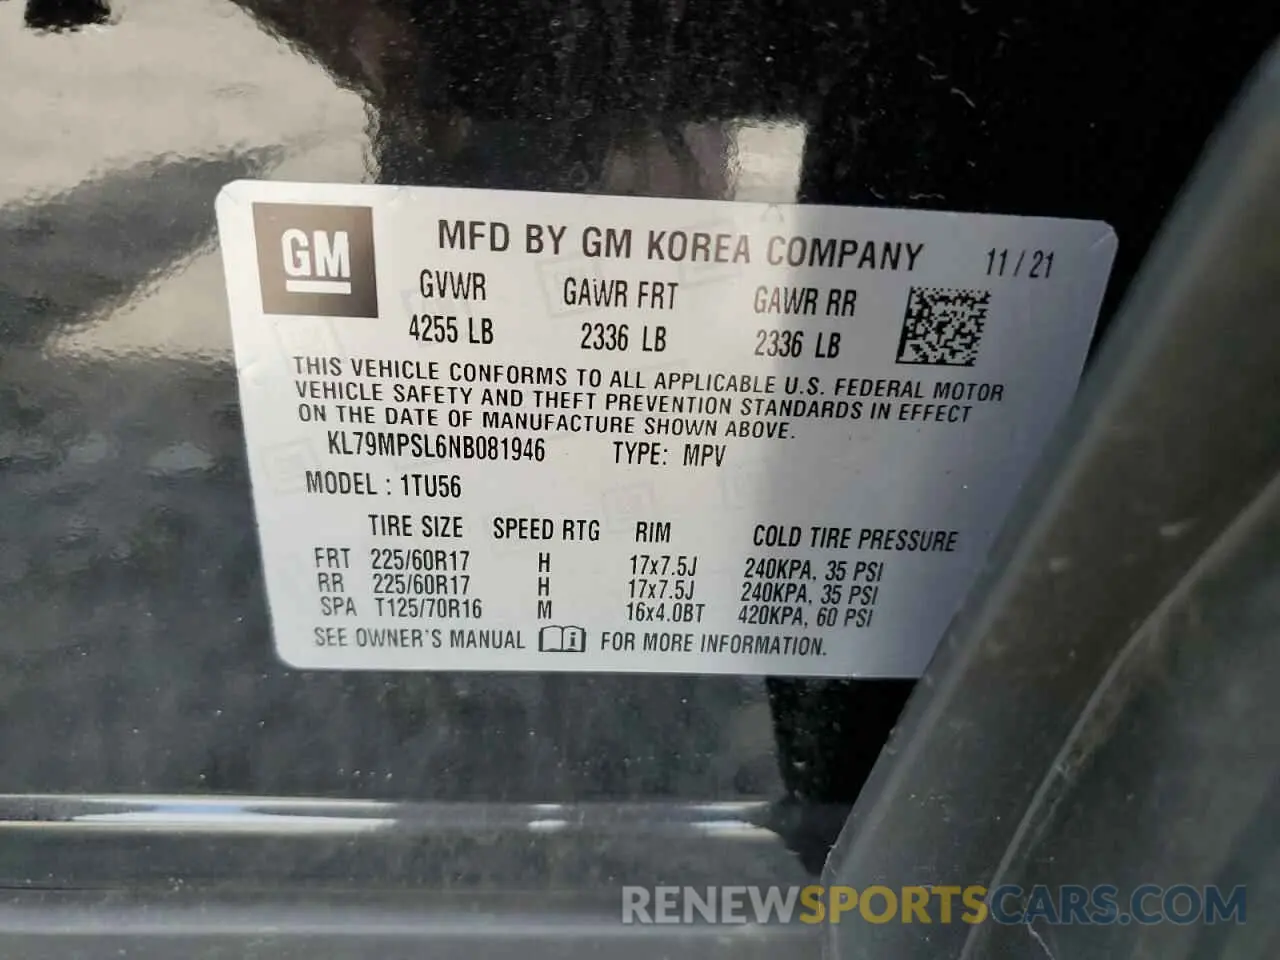 GM
MFD BY GM KOREA COMPANY 11/21
GVWR GAWR FRT GAWR RR
4255 LB 2336 LB 2336 LB
THIS VEHICLE CONFORMS TO ALL APPLICABLE U.S. FEDERAL MOTOR
VEHICLE SAFETY AND THEFT PREVENTION STANDARDS IN EFFECT
ON THE DATE OF MANUFACTURE SHOWN ABOVE.
KL79MPSL6NB081946 TYPE: MPV
MODEL : 1TU56
TIRE SIZE SPEED RTG RIM COLD TIRE PRESSURE
FRT 225/60R17 H 17x7.5J 240KPA, 35 PSI
RR 225/60R17 H 17x7.5J 240KPA, 35 PSI
SPA T125/70R16 M 16x4.0BT 420KPA, 60 PSI
SEE OWNER'S MANUAL FOR MORE INFORMATION.
RENEWSPORTSCARS.COM